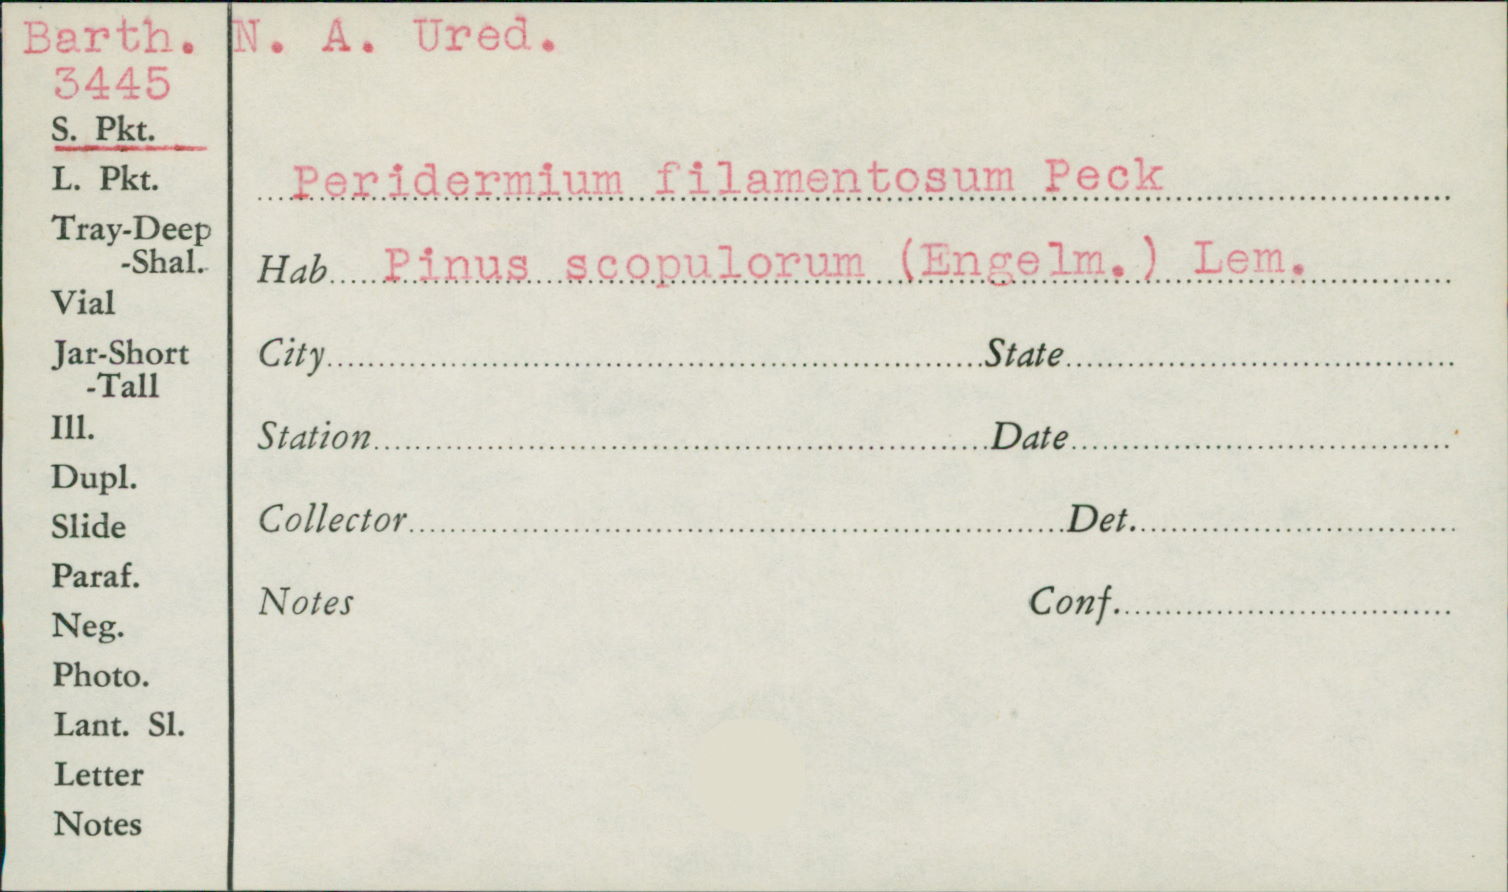 Barth. N. A. Ured.
3445
S. Pkt.
L. Pkt.
Tray-Deep
-Shal.
Vial
Jar-Short
-Tall
Ill.
Dupl.
Slide
Paraf.
Neg.
Photo.
Lant. Sl.
Letter
Notes
Peridermium filamentosum Peck
Hab. Pinus scopulorum (Engelm.) Lem.
City State
Station Date
Collector Det.
Notes Conf.